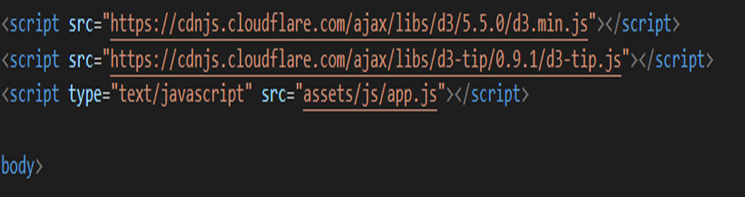 <script src="https://cdnjs.cloudflare.com/ajax/libs/d3/5.5.0/d3.min.js"></script>
<script src="https://cdnjs.cloudflare.com/ajax/libs/d3-tip/0.9.1/d3-tip.js"></script>
<script type="text/javascript" src="assets/js/app.js"></script>
body>